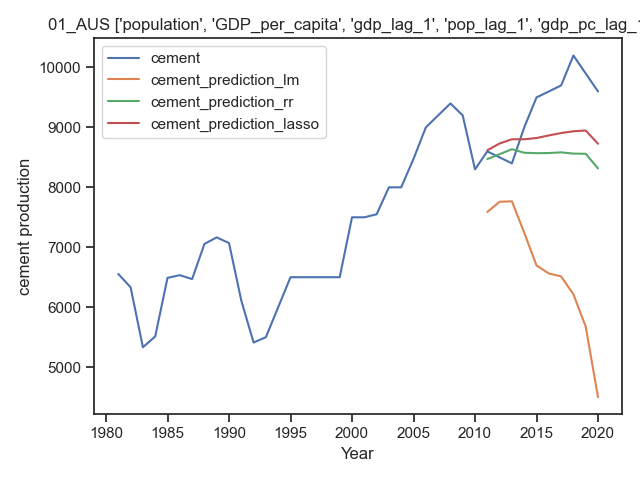 01_AUS ['population', 'GDP_per_capita', 'gdp_lag_1', 'pop_lag_1', 'gdp_pc_lag_1
cement
cement_prediction_lm
cement_prediction_rr
cement_prediction_lasso
10000
9000
8000
7000
6000
5000
cement production
1980
1985
1990
1995
2000
2005
2010
2015
2020
Year